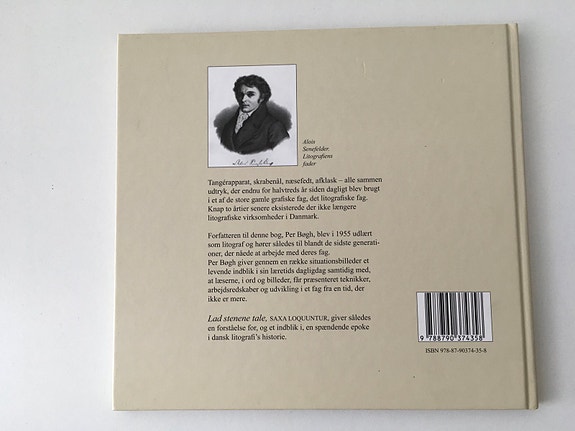 Alois
Senefelder.
Litografiens
fader
Tangérapparat, skrabenål, næsefedt, afklask – alle sammen
udtryk, der endnu for halvtreds år siden dagligt blev brugt
i et af de store gamle grafiske fag, det litografiske fag.
Knap to årtier senere eksisterede der ikke længere
litografiske virksomheder i Danmark.
Forfatteren til denne bog, Per Bøgh, blev i 1955 udlært
som litograf og hører således til blandt de sidste generati-
oner, der nåede at arbejde med deres fag.
Per Bøgh giver gennem en række situationsbilleder et
levende indblik i sin læretids dagligdag samtidig med,
at læserne, i ord og billeder, får præsenteret teknikker,
arbejdsredskaber og udvikling i et fag fra en tid, der
ikke er mere.
Lad stenene tale, SAXA LOQUUNTUR, giver således
en forståelse for, og et indblik i, en spændende epoke
i dansk litografi's historie.
9 788790 374358
ISBN 978-87-90374-35-8